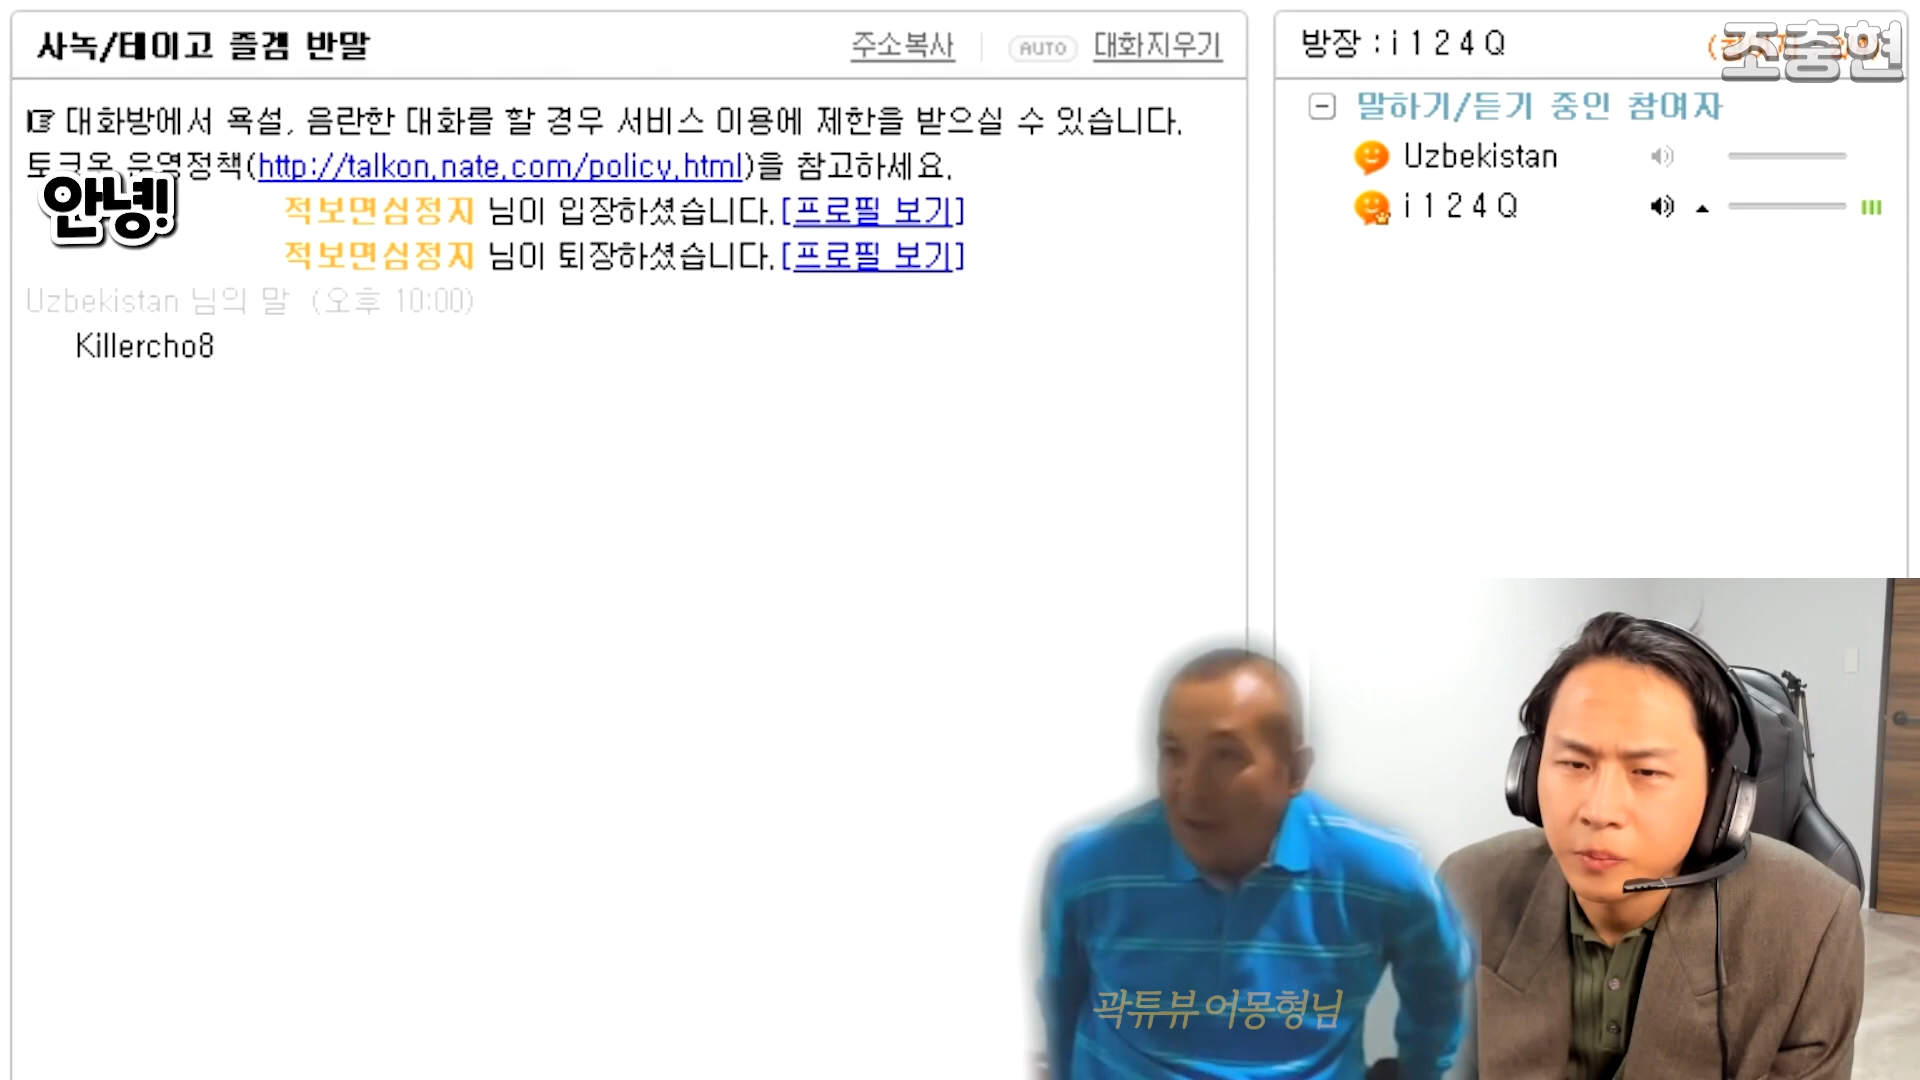 사녹/테이고 즐겜 반말
주소복사
AUTO
대화지우기
☞ 대화방에서 욕설, 음란한 대화를 할 경우 서비스 이용에 제한을 받으실 수 있습니다.
토크온 운영정책(http://talkon.nate.com/policy.html)을 참고하세요.
안녕!
적보면심정지 님이 입장하셨습니다.[프로필 보기]
적보면심정지 님이 퇴장하셨습니다.[프로필 보기]
Uzbekistan 님의 말 (오후 10:00)
Killercho8
방장 : i 1 2 4 Q
조충현
말하기/듣기 중인 참여자
Uzbekistan
i 1 2 4 Q
곽튜뷰 어몽형님